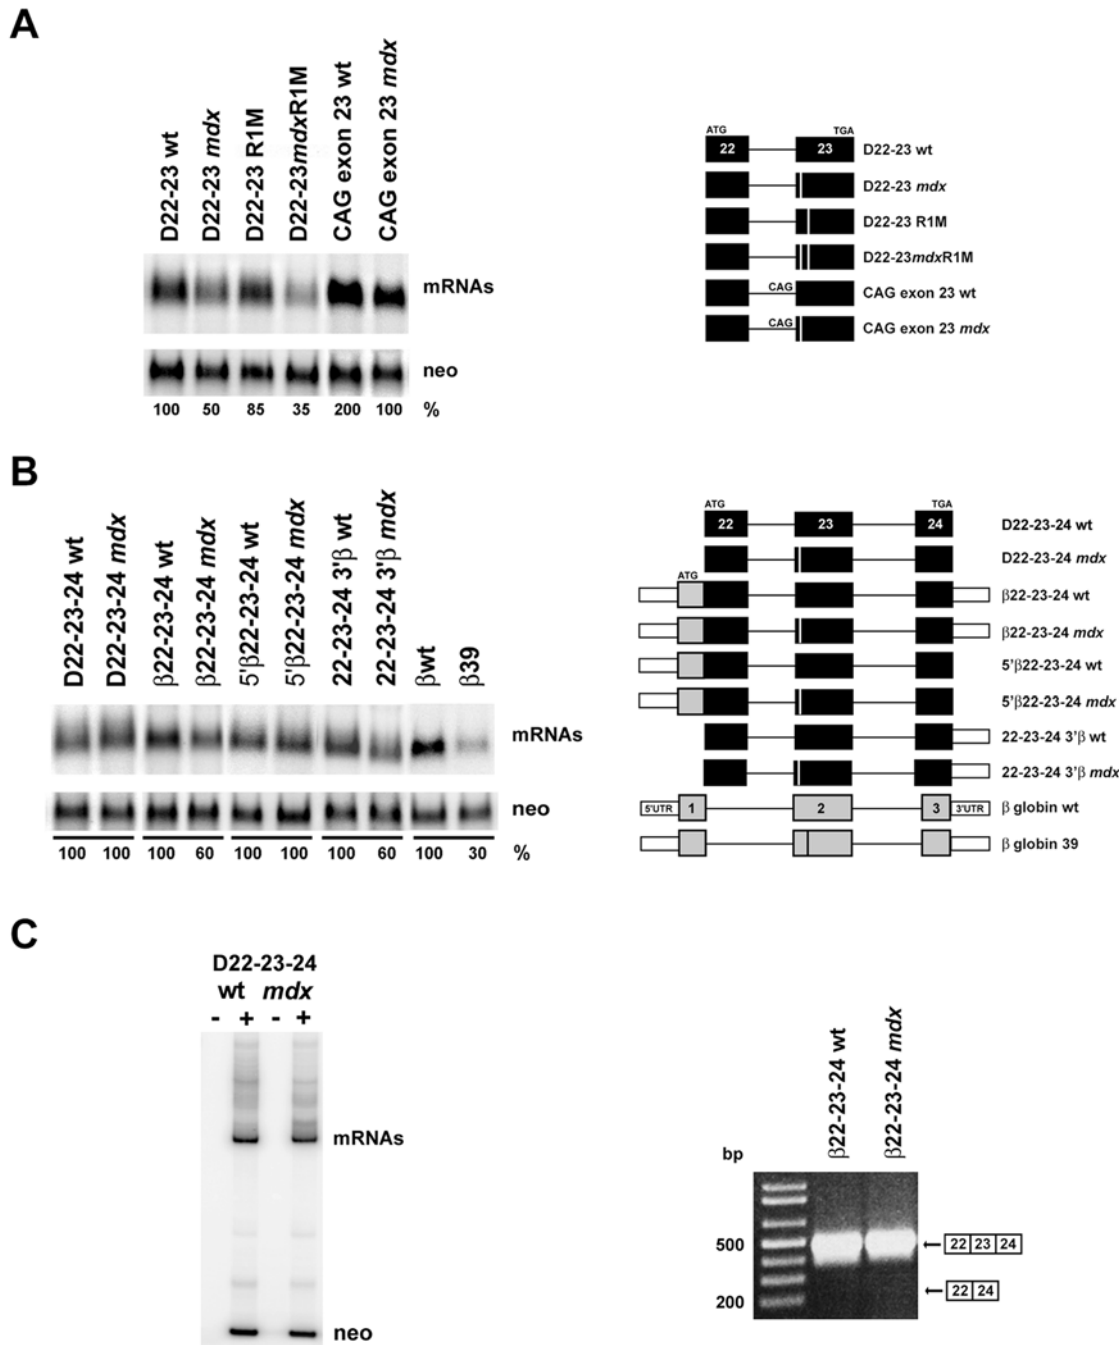 A
D22-23 wt
D22-23 mdx
D22-23 R1M
D22-23mdxR1M
CAG exon 23 wt
CAG exon 23 mdx
mRNAs
neo
100 50 85 35 200 100 %
ATG TGA
22 23 D22-23 wt
D22-23 mdx
D22-23 R1M
D22-23mdxR1M
CAG CAG exon 23 wt
CAG CAG exon 23 mdx
B
D22-23-24 wt
D22-23-24 mdx
β22-23-24 wt
β22-23-24 mdx
5'β22-23-24 wt
5'β22-23-24 mdx
22-23-24 3'β wt
22-23-24 3'β mdx
βwt
β39
mRNAs
neo
100 100 100 60 100 100 100 60 100 30 %
ATG TGA
22 23 24 D22-23-24 wt
D22-23-24 mdx
ATG
β22-23-24 wt
β22-23-24 mdx
5'β22-23-24 wt
5'β22-23-24 mdx
22-23-24 3'β wt
22-23-24 3'β mdx
5'UTR 1 2 3 3'UTR β globin wt
β globin 39
C
D22-23-24
wt mdx
- + - +
mRNAs
neo
β22-23-24 wt
β22-23-24 mdx
bp
500
200
22 23 24
22 24